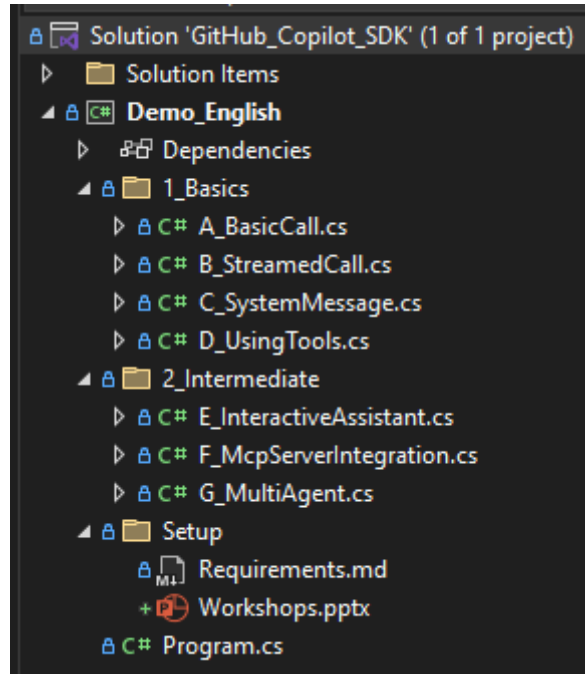 Solution 'GitHub_Copilot_SDK' (1 of 1 project)
Solution Items
C# Demo_English
Dependencies
1_Basics
C# A_BasicCall.cs
C# B_StreamedCall.cs
C# C_SystemMessage.cs
C# D_UsingTools.cs
2_Intermediate
C# E_InteractiveAssistant.cs
C# F_McpServerIntegration.cs
C# G_MultiAgent.cs
Setup
M↓ Requirements.md
+ P Workshops.pptx
C# Program.cs